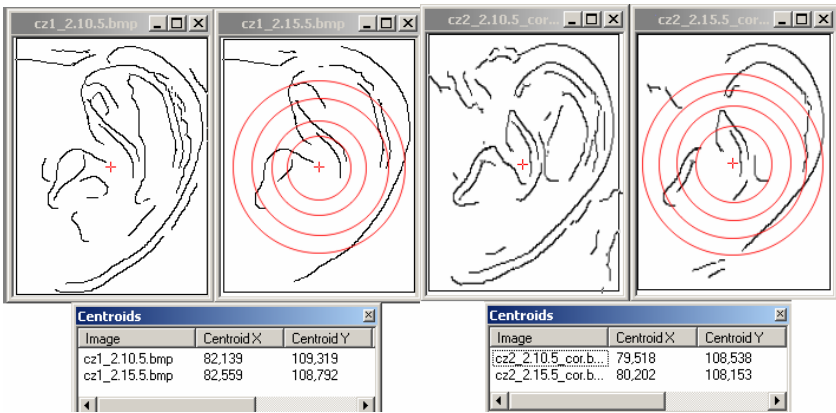 cz1_2.10.5.bmp
cz1_2.15.5.bmp
cz2_2.10.5_cor...
cz2_2.15.5_cor...
Centroids
Image Centroid X Centroid Y
cz1_2.10.5.bmp 82,139 109,319
cz1_2.15.5.bmp 82,559 108,792
Centroids
Image Centroid X Centroid Y
cz2_2.10.5_cor.b... 79,518 108,538
cz2_2.15.5_cor.b... 80,202 108,153